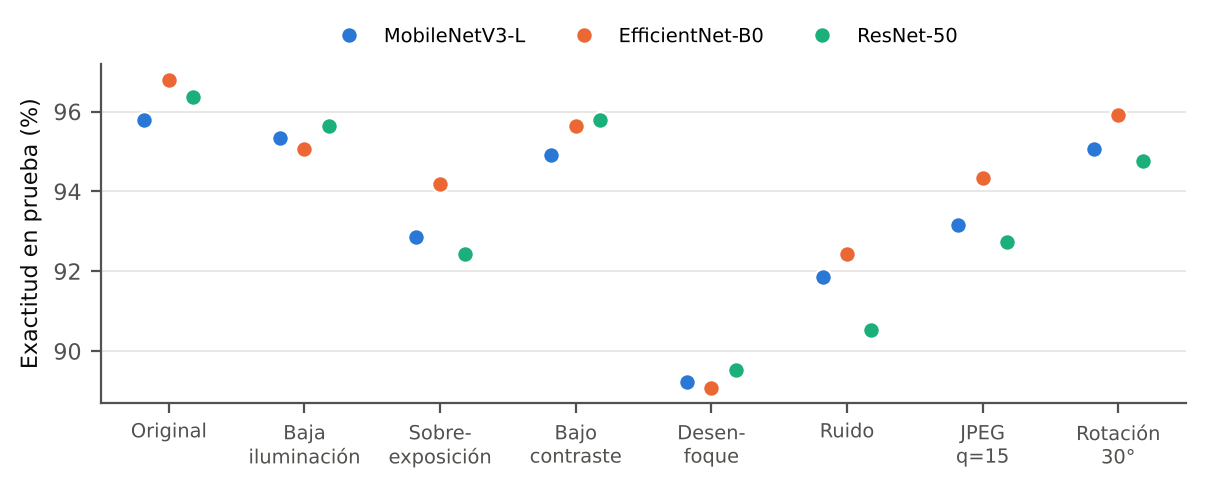 MobileNetV3-L EfficientNet-B0 ResNet-50
Exactitud en prueba (%)
96
94
92
90
Original
Baja
iluminación
Sobre-
exposición
Bajo
contraste
Desen-
foque
Ruido
JPEG
q=15
Rotación
30°